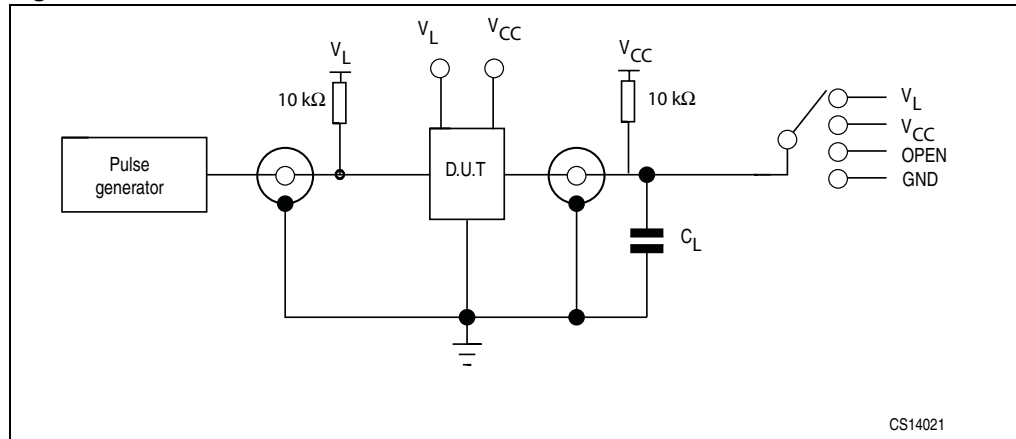 V_L
V_L
V_CC
V_CC
10 kΩ
10 kΩ
V_L
V_CC
OPEN
GND
Pulse
generator
D.U.T
C_L
CS14021